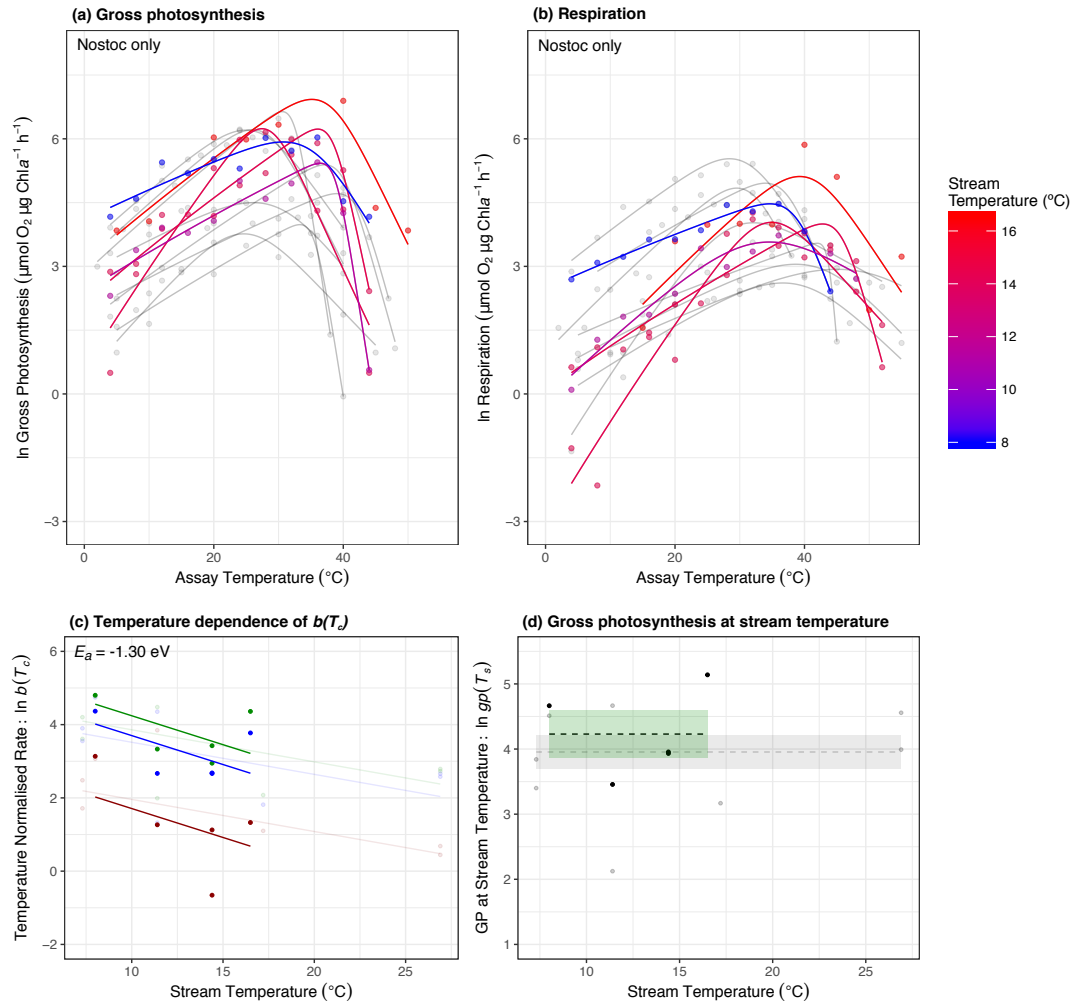 (a) Gross photosynthesis
(b) Respiration
Nostoc only
Nostoc only
ln Gross Photosynthesis (μmol O₂ μg Chla⁻¹ h⁻¹)
6
3
0
−3
0
20
40
Assay Temperature (°C)
ln Respiration (μmol O₂ μg Chla⁻¹ h⁻¹)
6
3
0
−3
0
20
40
Assay Temperature (°C)
Stream
Temperature (°C)
16
14
12
10
8
(c) Temperature dependence of b(T꜀)
(d) Gross photosynthesis at stream temperature
Eₐ = -1.30 eV
Temperature Normalised Rate : ln b(T꜀)
6
5
4
3
2
1
0
−2
10
15
20
25
Stream Temperature (°C)
GP at Stream Temperature : ln gp(Tₛ)
5
4
3
2
1
10
15
20
25
Stream Temperature (°C)